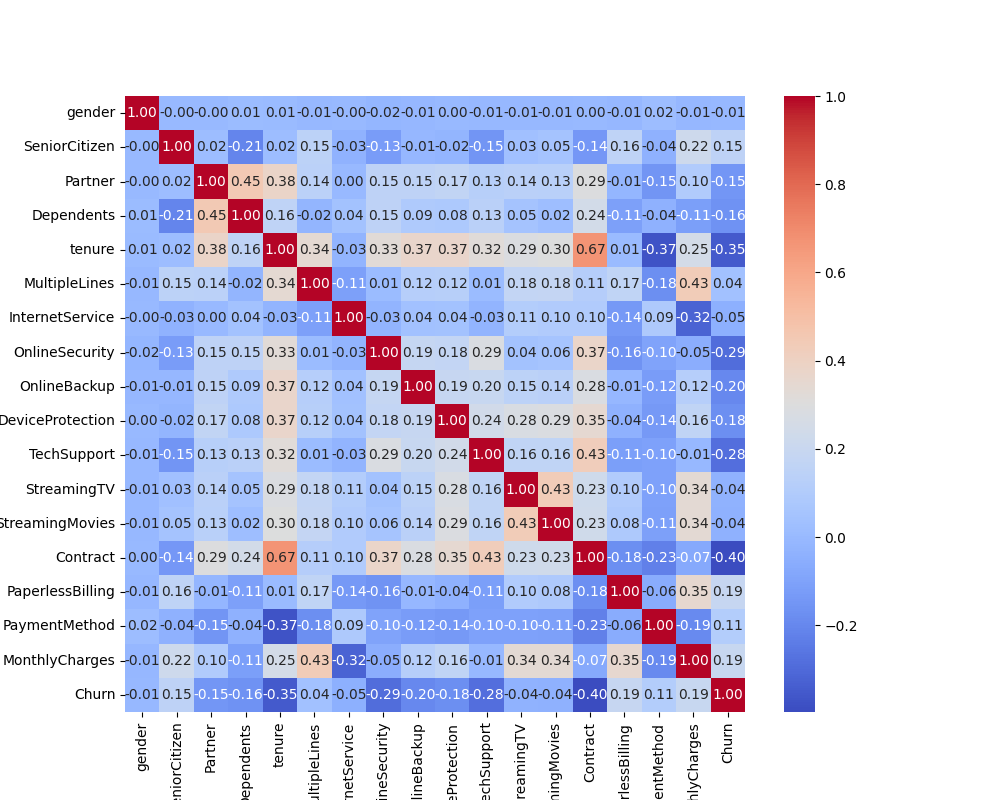 gender 1.00 -0.00 -0.00 0.01 0.01 -0.01 -0.00 -0.02 -0.01 0.00 -0.01 -0.01 -0.01 0.00 -0.01 0.02 -0.01 -0.01
SeniorCitizen -0.00 1.00 0.02 -0.21 0.02 0.15 -0.03 -0.13 -0.01 -0.02 -0.15 0.03 0.05 -0.14 0.16 -0.04 0.22 0.15
Partner -0.00 0.02 1.00 0.45 0.38 0.14 0.00 0.15 0.15 0.17 0.13 0.14 0.13 0.29 -0.01 -0.15 0.10 -0.15
Dependents 0.01 -0.21 0.45 1.00 0.16 -0.02 0.04 0.15 0.09 0.08 0.13 0.05 0.02 0.24 -0.11 -0.04 -0.11 -0.16
tenure 0.01 0.02 0.38 0.16 1.00 0.34 -0.03 0.33 0.37 0.37 0.32 0.29 0.30 0.67 0.01 -0.37 0.25 -0.35
MultipleLines -0.01 0.15 0.14 -0.02 0.34 1.00 -0.11 0.01 0.12 0.12 0.01 0.18 0.18 0.11 0.17 -0.18 0.43 0.04
InternetService -0.00 -0.03 0.00 0.04 -0.03 -0.11 1.00 -0.03 0.04 0.04 -0.03 0.11 0.10 0.10 -0.14 0.09 -0.32 -0.05
OnlineSecurity -0.02 -0.13 0.15 0.15 0.33 0.01 -0.03 1.00 0.19 0.18 0.29 0.04 0.06 0.37 -0.16 -0.10 -0.05 -0.29
OnlineBackup -0.01 -0.01 0.15 0.09 0.37 0.12 0.04 0.19 1.00 0.19 0.20 0.15 0.14 0.28 -0.01 -0.12 0.12 -0.20
DeviceProtection 0.00 -0.02 0.17 0.08 0.37 0.12 0.04 0.18 0.19 1.00 0.24 0.28 0.29 0.35 -0.04 -0.14 0.16 -0.18
TechSupport -0.01 -0.15 0.13 0.13 0.32 0.01 -0.03 0.29 0.20 0.24 1.00 0.16 0.16 0.43 -0.11 -0.10 -0.01 -0.28
StreamingTV -0.01 0.03 0.14 0.05 0.29 0.18 0.11 0.04 0.15 0.28 0.16 1.00 0.43 0.23 0.10 -0.10 0.34 -0.04
StreamingMovies -0.01 0.05 0.13 0.02 0.30 0.18 0.10 0.06 0.14 0.29 0.16 0.43 1.00 0.23 0.08 -0.11 0.34 -0.04
Contract 0.00 -0.14 0.29 0.24 0.67 0.11 0.10 0.37 0.28 0.35 0.43 0.23 0.23 1.00 -0.18 -0.23 -0.07 -0.40
PaperlessBilling -0.01 0.16 -0.01 -0.11 0.01 0.17 -0.14 -0.16 -0.01 -0.04 -0.11 0.10 0.08 -0.18 1.00 -0.06 0.35 0.19
PaymentMethod 0.02 -0.04 -0.15 -0.04 -0.37 -0.18 0.09 -0.10 -0.12 -0.14 -0.10 -0.10 -0.11 -0.23 -0.06 1.00 -0.19 0.11
MonthlyCharges -0.01 0.22 0.10 -0.11 0.25 0.43 -0.32 -0.05 0.12 0.16 -0.01 0.34 0.34 -0.07 0.35 -0.19 1.00 0.19
Churn -0.01 0.15 -0.15 -0.16 -0.35 0.04 -0.05 -0.29 -0.20 -0.18 -0.28 -0.04 -0.04 -0.40 0.19 0.11 0.19 1.00
gender
eniorCitizen
Partner
Dependents
tenure
ultipleLines
rnetService
ineSecurity
lineBackup
eProtection
echSupport
reamingTV
ningMovies
Contract
rlessBilling
entMethod
hlyCharges
Churn
1.0
0.8
0.6
0.4
0.2
0.0
−0.2